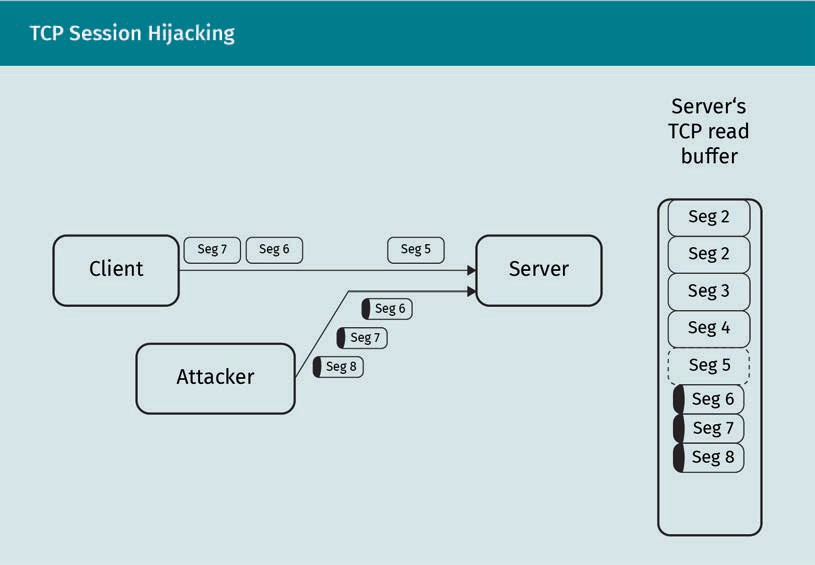 TCP Session Hijacking
Server‘s
TCP read
buffer
Client
Seg 7
Seg 6
Seg 5
Server
Seg 6
Seg 7
Seg 8
Attacker
Seg 2
Seg 2
Seg 3
Seg 4
Seg 5
Seg 6
Seg 7
Seg 8